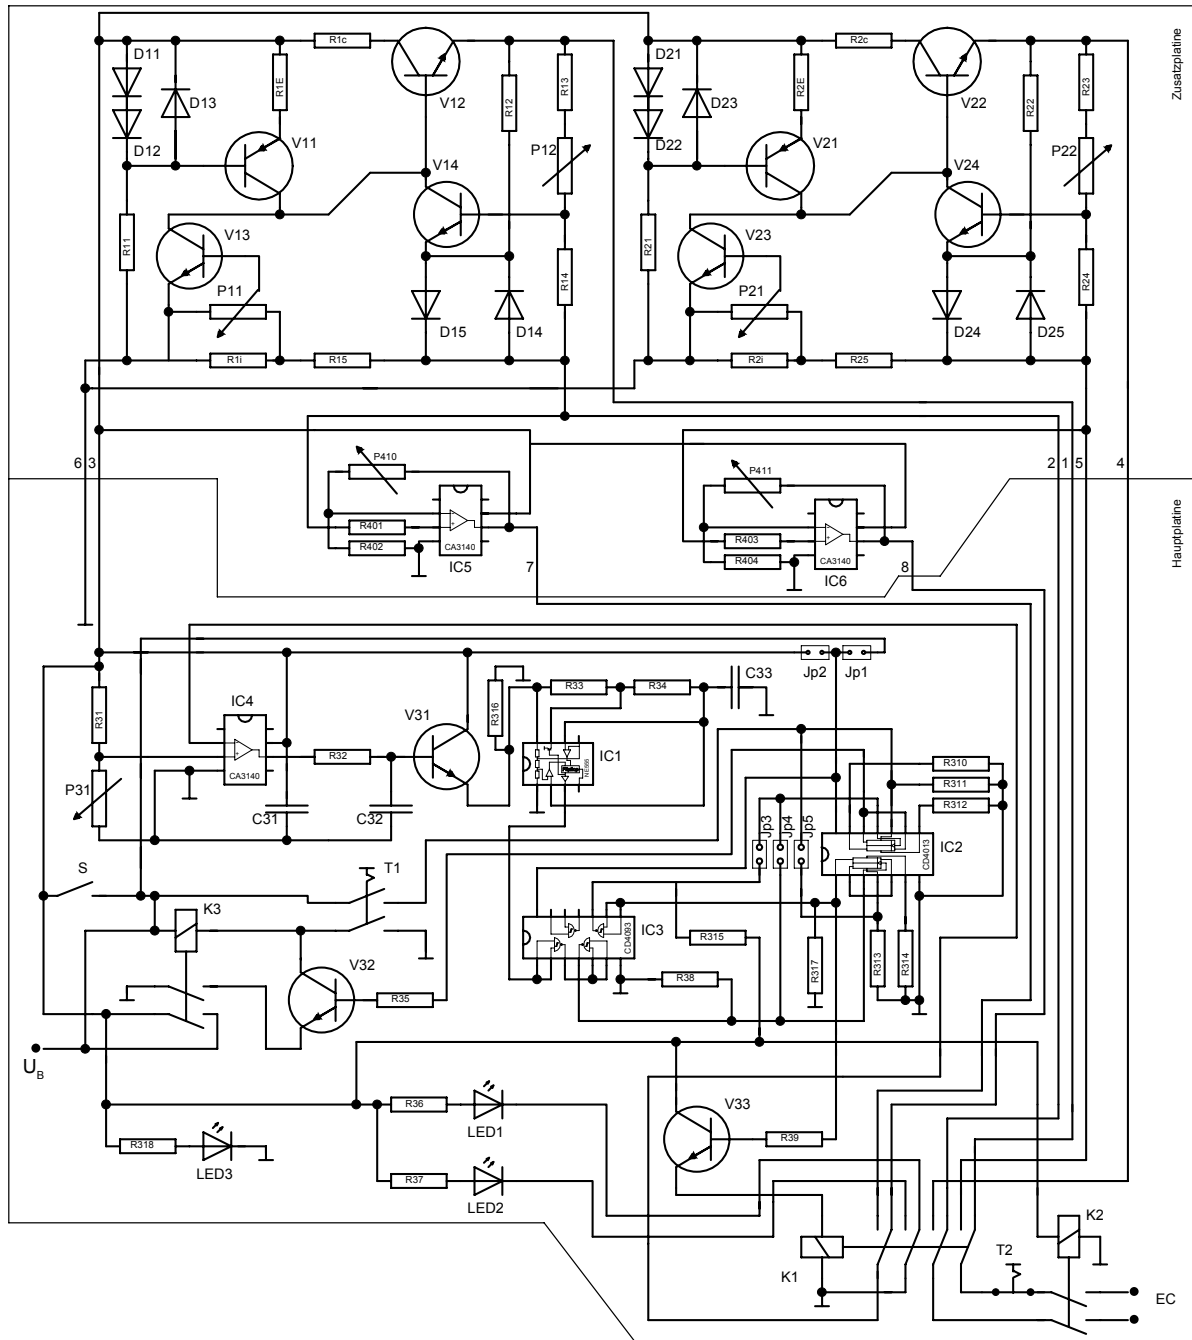 Zusatzplatine
D11
R1c
D13
R1E
D12
V11
V12
R12
R13
P12
V14
R11
V13
P11
R14
D15
D14
R1i
R15
D21
R2c
D23
R2E
D22
V21
V22
R22
R23
P22
V24
R21
V23
P21
R24
D24
D25
R2i
R25
6
3
2
1
5
4
P410
R401
R402
CA3140
IC5
7
P411
R403
R404
CA3140
IC6
8
Hauptplatine
R31
IC4
CA3140
P31
C31
R32
C32
V31
R316
R33
R34
C33
IC1
NE555
Jp2
Jp1
R310
R311
R312
Jp3
Jp4
Jp5
IC2
CD4013
S
K3
T1
IC3
CD4093
R315
R38
R317
R313
R314
V32
R35
UB
R36
LED1
R318
LED3
R37
LED2
V33
R39
K1
K2
T2
EC